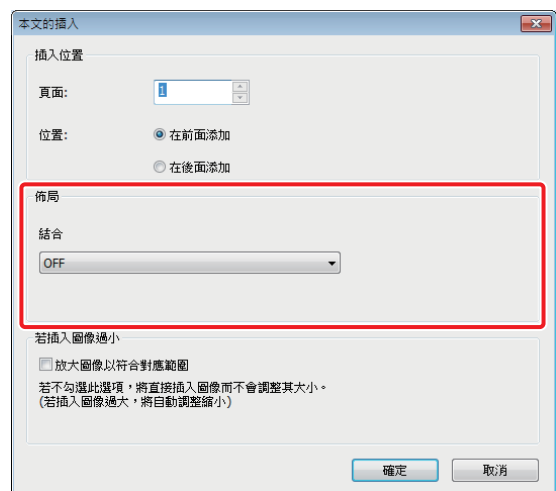 本文的插入
插入位置
頁面:
1
位置:
在前面添加
在後面添加
佈局
結合
OFF
若插入圖像過小
放大圖像以符合對應範圍
若不勾選此選項，將直接插入圖像而不會調整其大小。
(若插入圖像過大，將自動調整縮小)
確定
取消